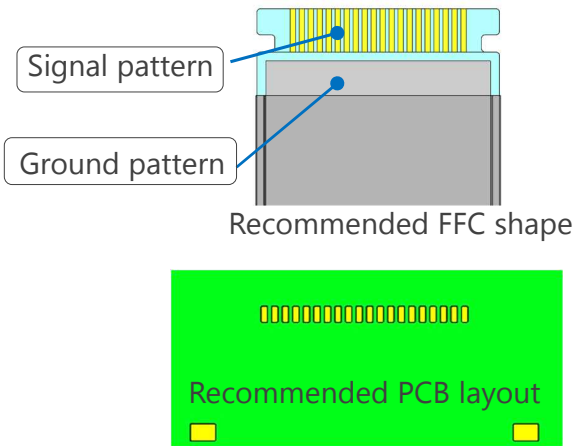 Signal pattern
Ground pattern
Recommended FFC shape
Recommended PCB layout